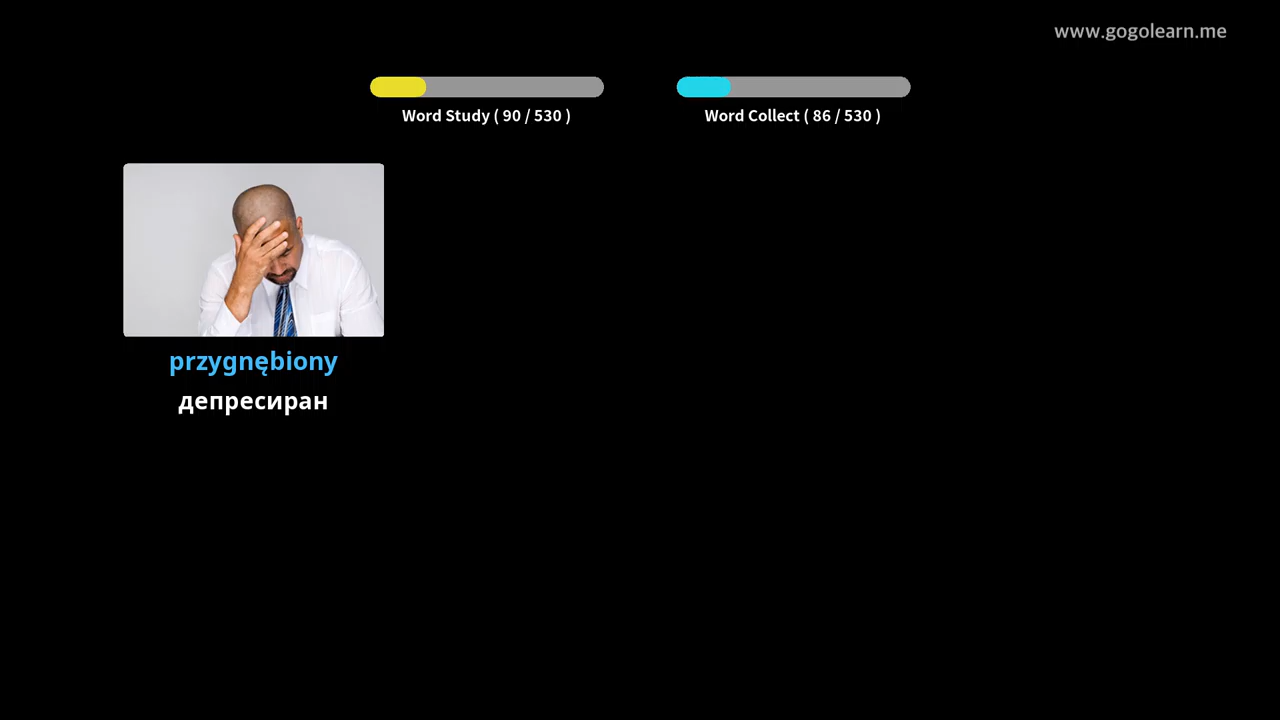 www.gogolearn.me
Word Study ( 90 / 530 )
Word Collect ( 86 / 530 )
przygnębiony
депресиран